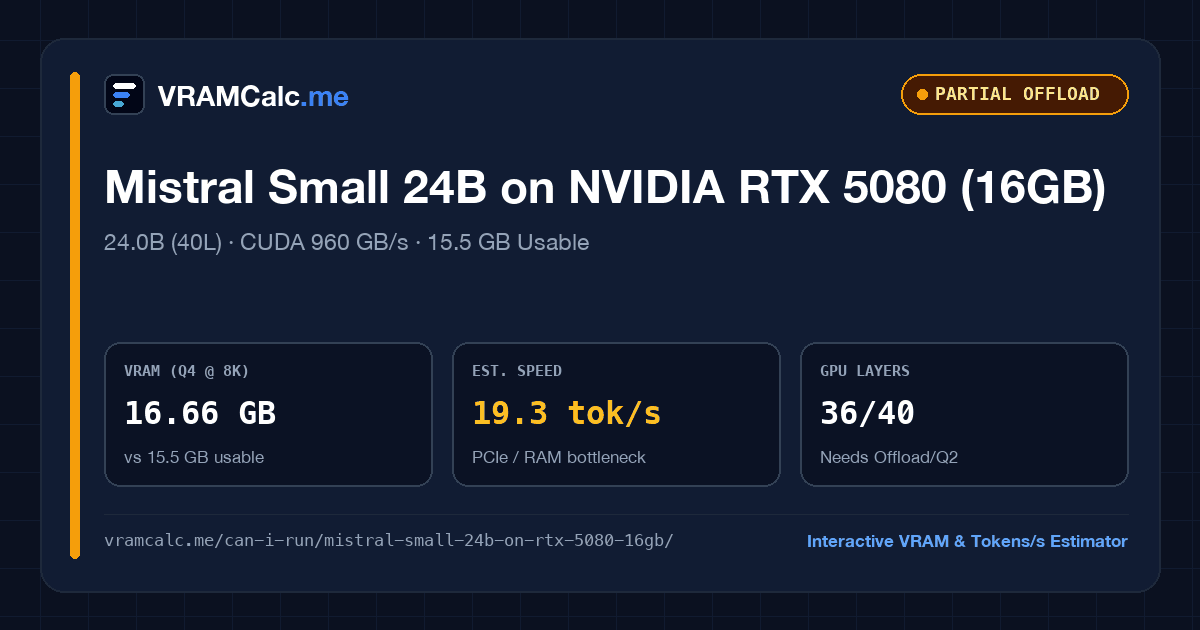 VRAMCalc.me
PARTIAL OFFLOAD
Mistral Small 24B on NVIDIA RTX 5080 (16GB)
24.0B (40L) · CUDA 960 GB/s · 15.5 GB Usable
VRAM (Q4 @ 8K)
16.66 GB
vs 15.5 GB usable
EST. SPEED
19.3 tok/s
PCIe / RAM bottleneck
GPU LAYERS
36/40
Needs Offload/Q2
vramcalc.me/can-i-run/mistral-small-24b-on-rtx-5080-16gb/
Interactive VRAM & Tokens/s Estimator